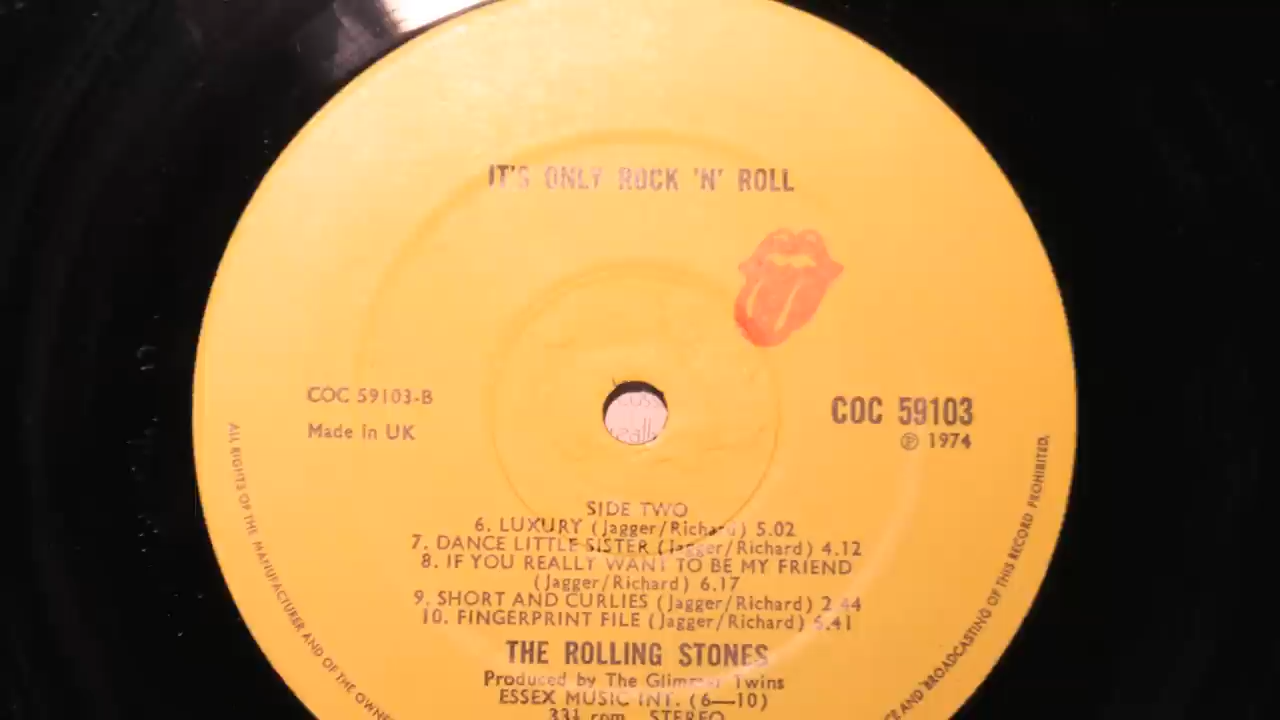 IT'S ONLY ROCK 'N' ROLL
COC 59103-B
Made in UK
COC 59103
℗ 1974
SIDE TWO
6. LUXURY (Jagger/Richard) 5.02
7. DANCE LITTLE SISTER (Jagger/Richard) 4.12
8. IF YOU REALLY WANT TO BE MY FRIEND
(Jagger/Richard) 6.17
9. SHORT AND CURLIES (Jagger/Richard) 2.44
10. FINGERPRINT FILE (Jagger/Richard) 6.41
THE ROLLING STONES
Produced by The Glimmer Twins
ESSEX MUSIC INT. (6—10)
33⅓ rpm STEREO
ALL RIGHTS OF THE MANUFACTURER AND OF THE
AND BROADCASTING OF THIS RECORD PROHIBITED.